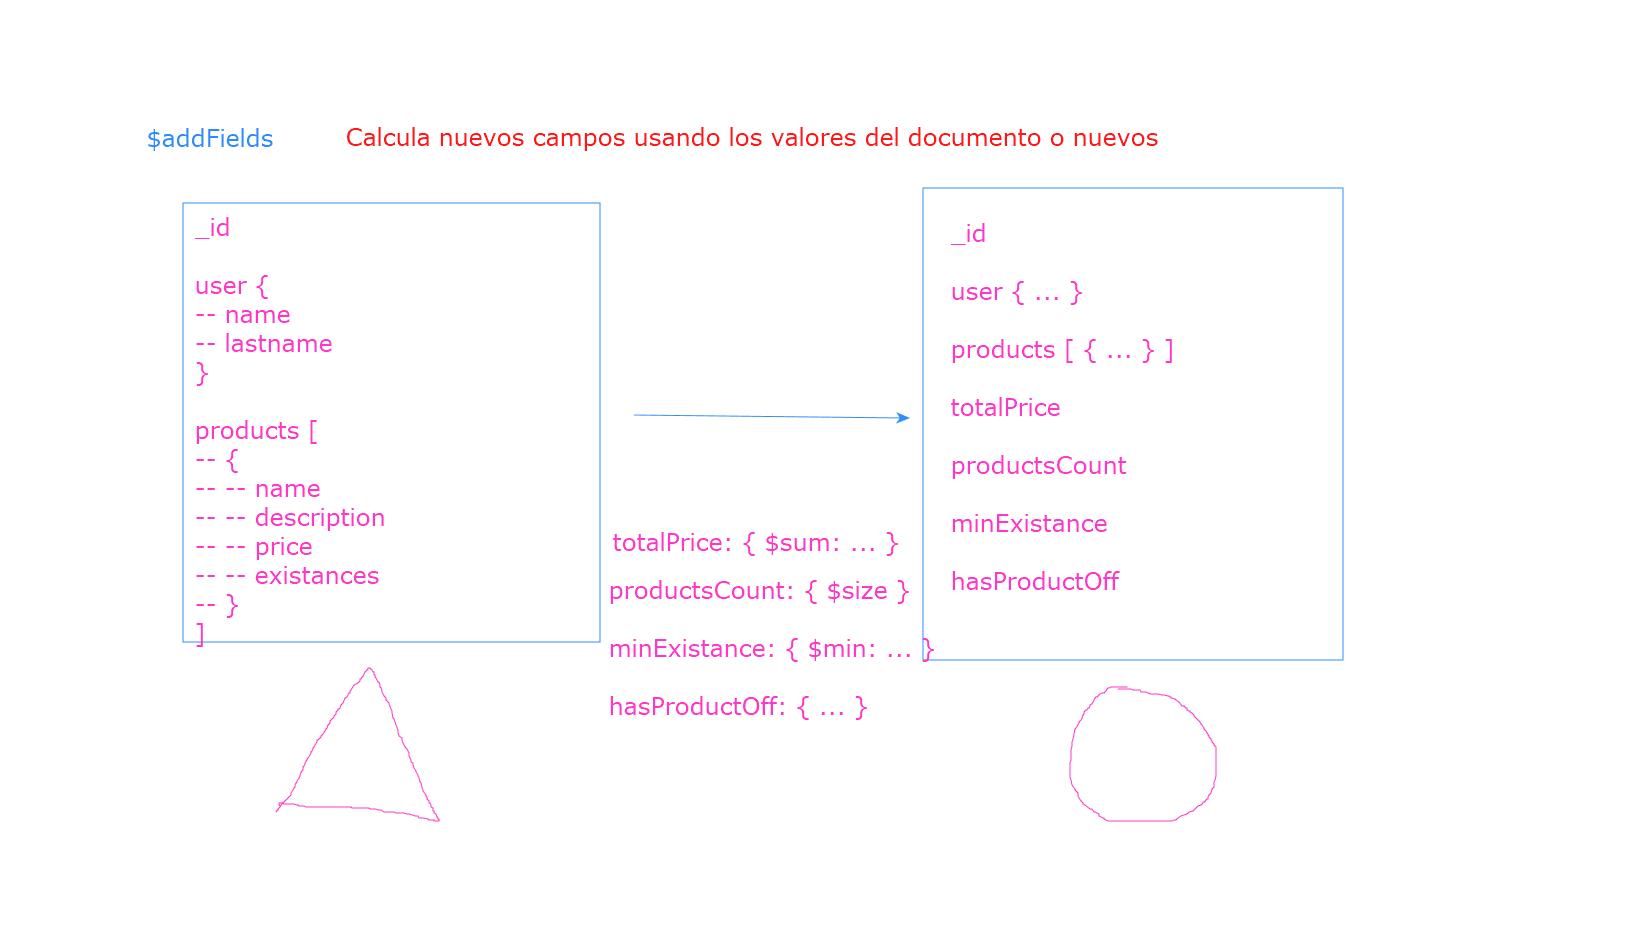 $addFields
Calcula nuevos campos usando los valores del documento o nuevos
_id
user {
-- name
-- lastname
}
products [
-- {
-- -- name
-- -- description
-- -- price
-- -- existances
-- }
]
totalPrice: { $sum: ... }
productsCount: { $size }
minExistance: { $min: ... }
hasProductOff: { ... }
_id
user { ... }
products [ { ... } ]
totalPrice
productsCount
minExistance
hasProductOff